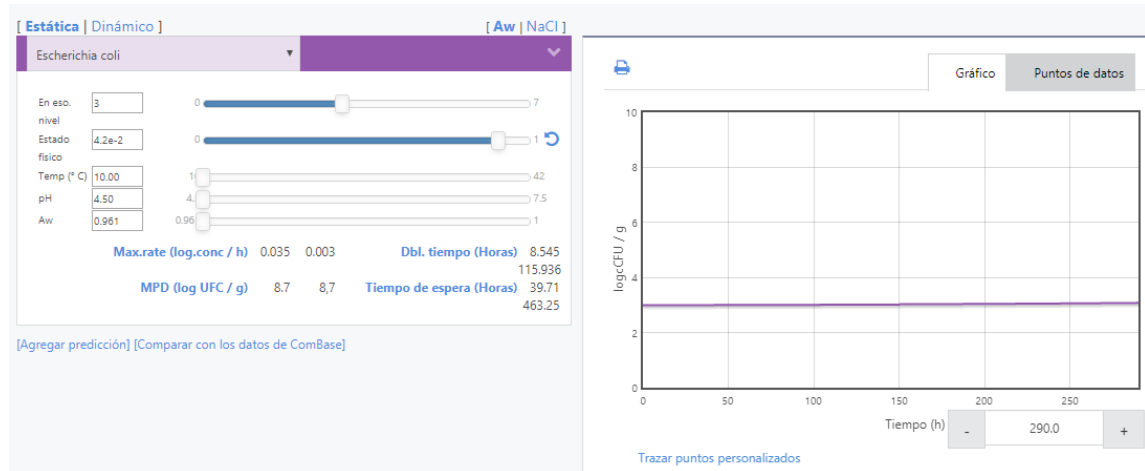 [ Estática | Dinámico ] [ Aw | NaCl ]
Escherichia coli
En eso. nivel 3 0 7
Estado físico 4.2e-2 0 1
Temp (° C) 10.00 1 42
pH 4.50 4. 7.5
Aw 0.961 0.96 1
Max.rate (log.conc / h) 0.035 0.003 Dbl. tiempo (Horas) 8.545
115.936
MPD (log UFC / g) 8.7 8,7 Tiempo de espera (Horas) 39.71
463.25
[Agregar predicción] [Comparar con los datos de ComBase]
Gráfico Puntos de datos
10
8
6
4
2
0
logcCFU / g
0 50 100 150 200 250
Tiempo (h) - 290.0 +
Trazar puntos personalizados